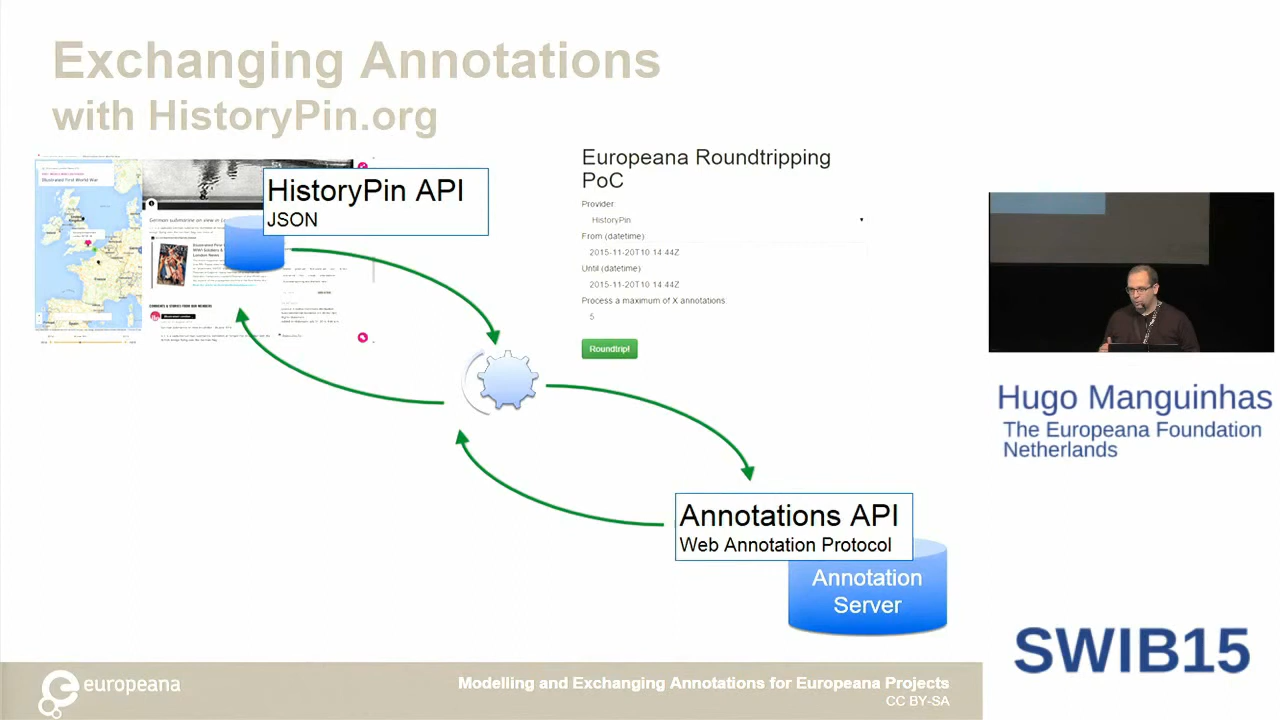 Exchanging Annotations
with HistoryPin.org
HistoryPin API
JSON
Europeana Roundtripping
PoC
Provider
HistoryPin
From (datetime)
2015-11-20T10 14:44Z
Until (datetime)
2015-11-20T10 14:44Z
Process a maximum of X annotations
5
Roundtrip!
Annotations API
Web Annotation Protocol
Annotation
Server
Hugo Manguinhas
The Europeana Foundation
Netherlands
SWIB15
europeana
Modelling and Exchanging Annotations for Europeana Projects
CC BY-SA